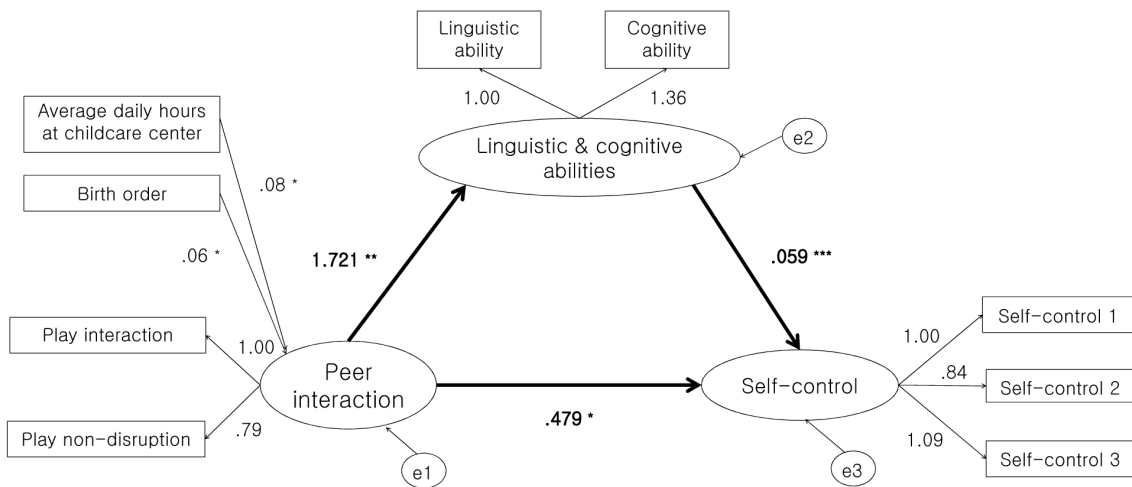 Linguistic
ability
Cognitive
ability
1.00
1.36
Average daily hours
at childcare center
Linguistic & cognitive
abilities
e2
Birth order
.08 *
.06 *
1.721 **
.059 ***
Play interaction
1.00
Peer
interaction
Play non-disruption
.79
e1
.479 *
Self-control
e3
1.00
.84
1.09
Self-control 1
Self-control 2
Self-control 3